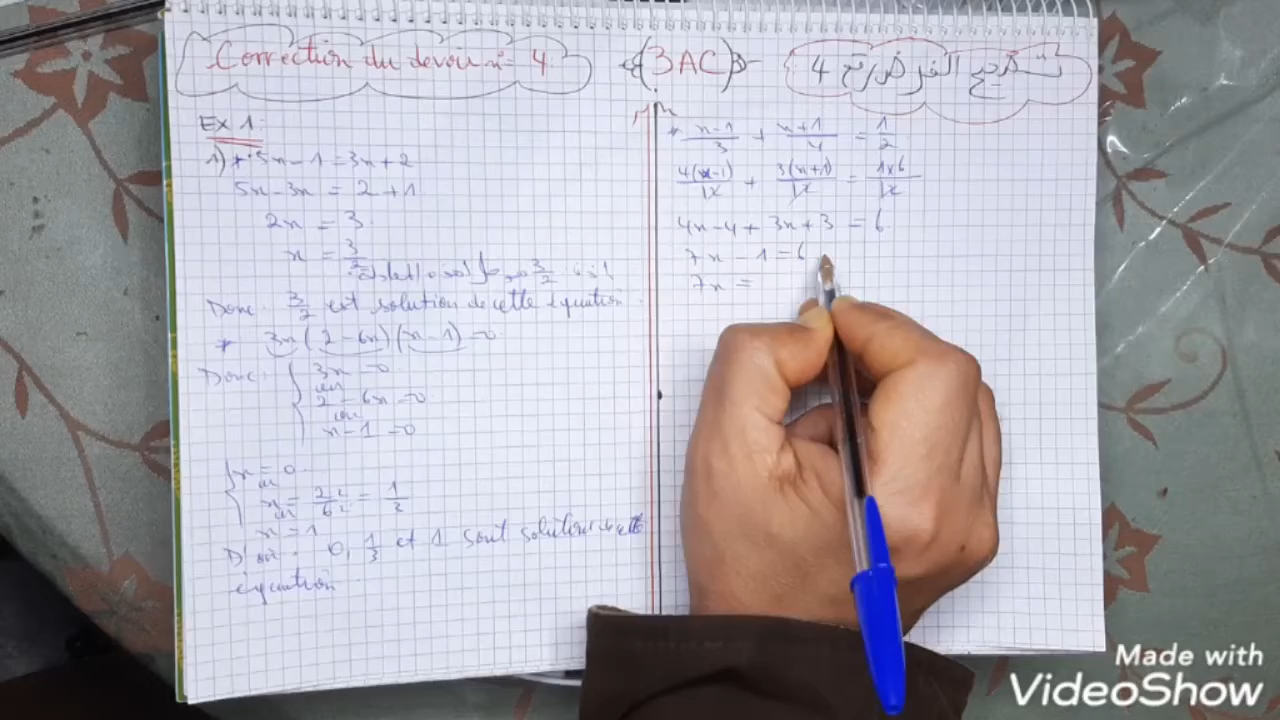 Correction du devoir n° 4
3AC
تصحيح الفرض رقم 4
EX 1:
1) * 5x - 1 = 3x + 2
5x - 3x = 2 + 1
2x = 3
x = 3/2
Donc 3/2 est solution de cette équation
* 3x (2 - 6x)(x - 1) = 0
Donc: 3x = 0
ou
2 - 6x = 0
ou
x - 1 = 0
x = 0
ou
x = 2/6 =
ou
x = 1
D'où: 0, 1/3 et 1 sont solution de cette
équation
* x-1/3 + x+1/4 = 1/2
4(x-1)/12 + 3(x+1)/12 = 1×6/12
4x - 4 + 3x + 3 = 6
7x - 1 = 6
7x =
Made with
VideoShow